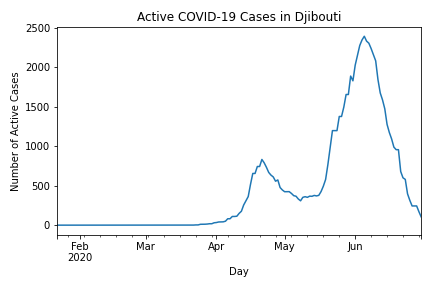 Active COVID-19 Cases in Djibouti
Number of Active Cases
2500
2000
1500
1000
500
0
Feb
2020
Mar
Apr
May
Jun
Day